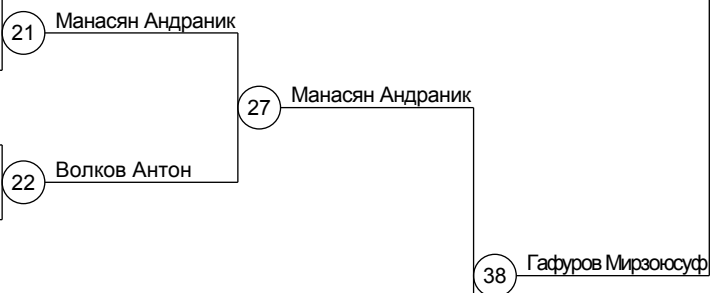 21
Манасян Андраник
27
Манасян Андраник
22
Волков Антон
38
Гафуров Мирзоюсуф